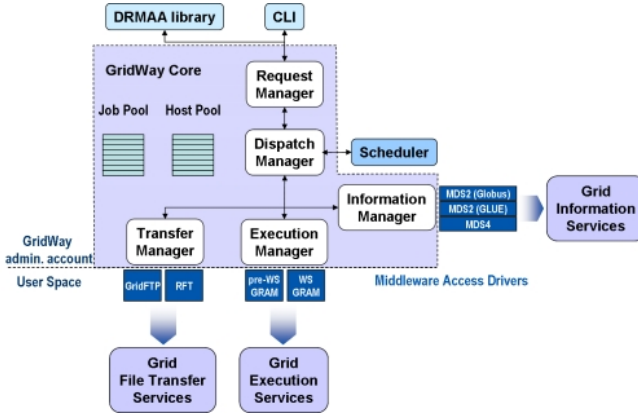 DRMAA library
CLI
GridWay Core
Request
Manager
Job Pool
Host Pool
Dispatch
Manager
Scheduler
Information
Manager
MDS2 (Globus)
MDS2 (GLUE)
MDS4
Grid
Information
Services
Transfer
Manager
Execution
Manager
GridWay
admin. account
User Space
GridFTP
RFT
pre-WS
GRAM
WS
GRAM
Middleware Access Drivers
Grid
File Transfer
Services
Grid
Execution
Services